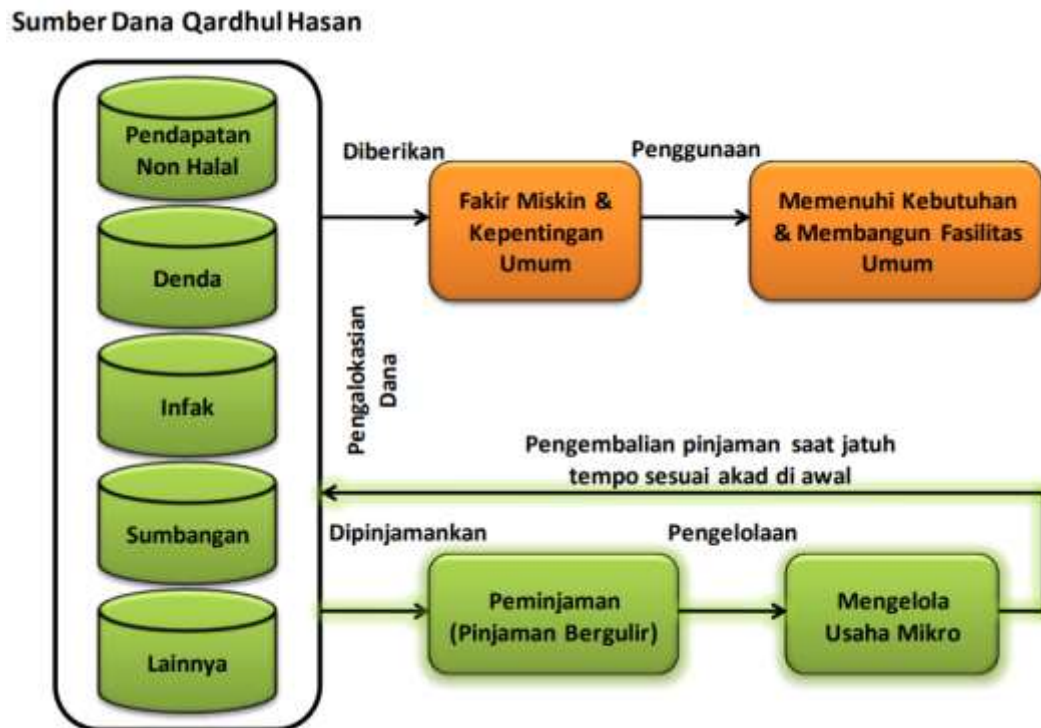 Sumber Dana Qardhul Hasan
Pendapatan
Non Halal
Denda
Infak
Sumbangan
Lainnya
Diberikan
Fakir Miskin &
Kepentingan
Umum
Penggunaan
Memenuhi Kebutuhan
& Membangun Fasilitas
Umum
Pengalokasian
Dana
Pengembalian pinjaman saat jatuh
tempo sesuai akad di awal
Dipinjamankan
Peminjaman
(Pinjaman Bergulir)
Pengelolaan
Mengelola
Usaha Mikro